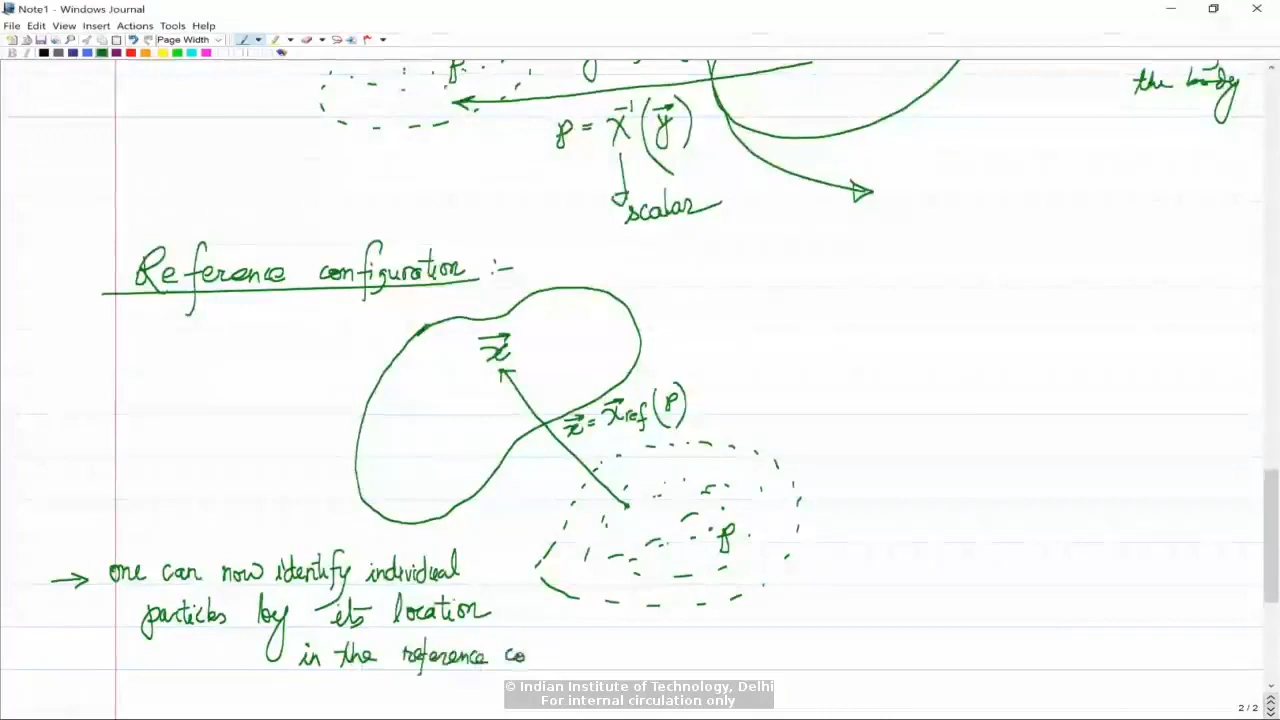 Note1 - Windows Journal
File Edit View Insert Actions Tools Help
Page Width
the body
p = χ⃗⁻¹(y⃗)
scalar
Reference configuration :-
x⃗
x⃗ = x⃗ref(p)
p
→ one can now identify individual
particles by its location
in the reference co
© Indian Institute of Technology, Delhi
For internal circulation only
2 / 2